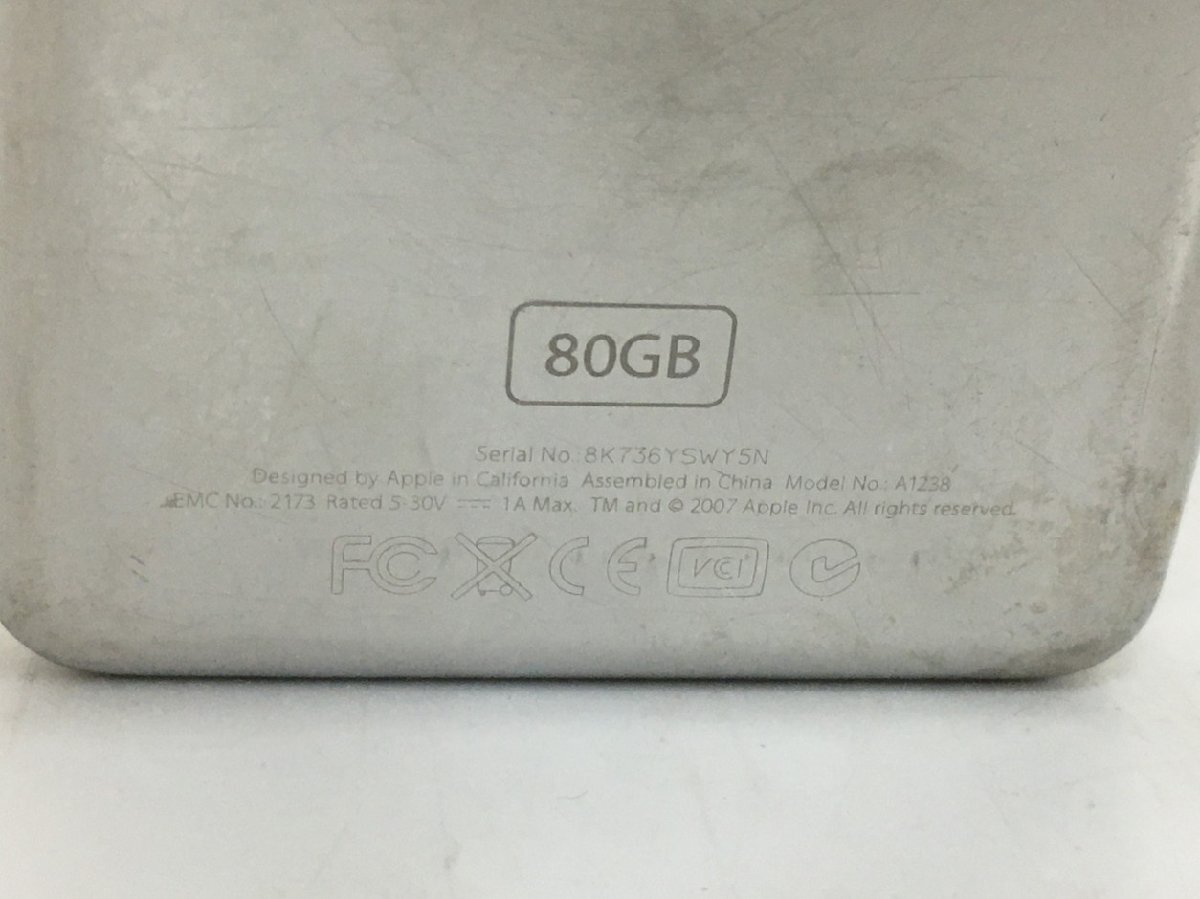 80GB
Serial No.: 8K736YSWY5N
Designed by Apple in California Assembled in China Model No.: A1238
EMC No.: 2173 Rated 5-30V ⎓ 1A Max. TM and © 2007 Apple Inc. All rights reserved.
FC CE VCI